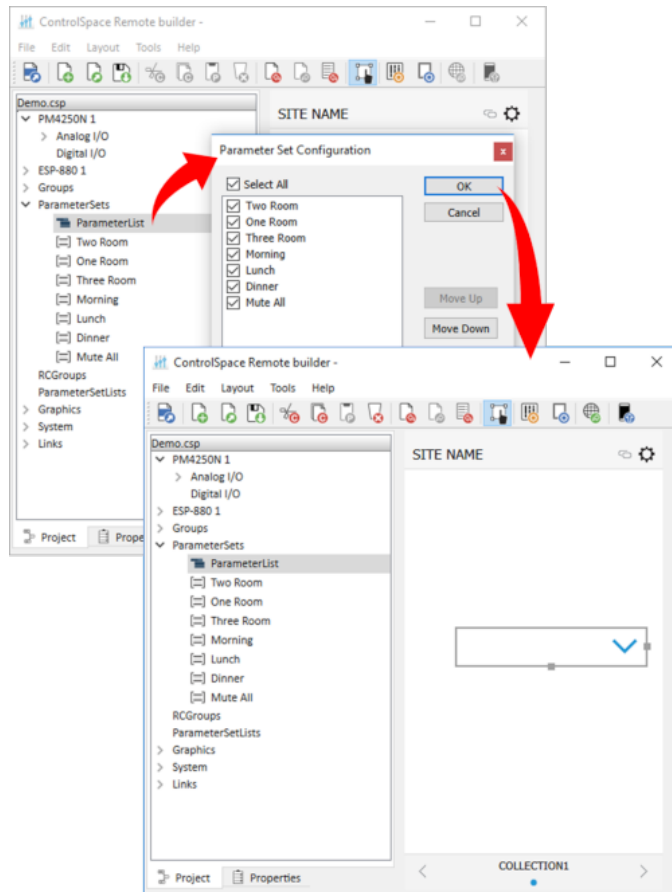 ControlSpace Remote builder -
File Edit Layout Tools Help
Demo.csp
PM4250N 1
Analog I/O
Digital I/O
ESP-880 1
Groups
ParameterSets
ParameterList
Two Room
One Room
Three Room
Morning
Lunch
Dinner
Mute All
RCGroups
ParameterSetLists
Graphics
System
Links
Project Prope
SITE NAME
Parameter Set Configuration
x
Select All
Two Room
One Room
Three Room
Morning
Lunch
Dinner
Mute All
OK
Cancel
Move Up
Move Down
ControlSpace Remote builder -
File Edit Layout Tools Help
Demo.csp
PM4250N 1
Analog I/O
Digital I/O
ESP-880 1
Groups
ParameterSets
ParameterList
Two Room
One Room
Three Room
Morning
Lunch
Dinner
Mute All
RCGroups
ParameterSetLists
Graphics
System
Links
Project Properties
SITE NAME
COLLECTION1